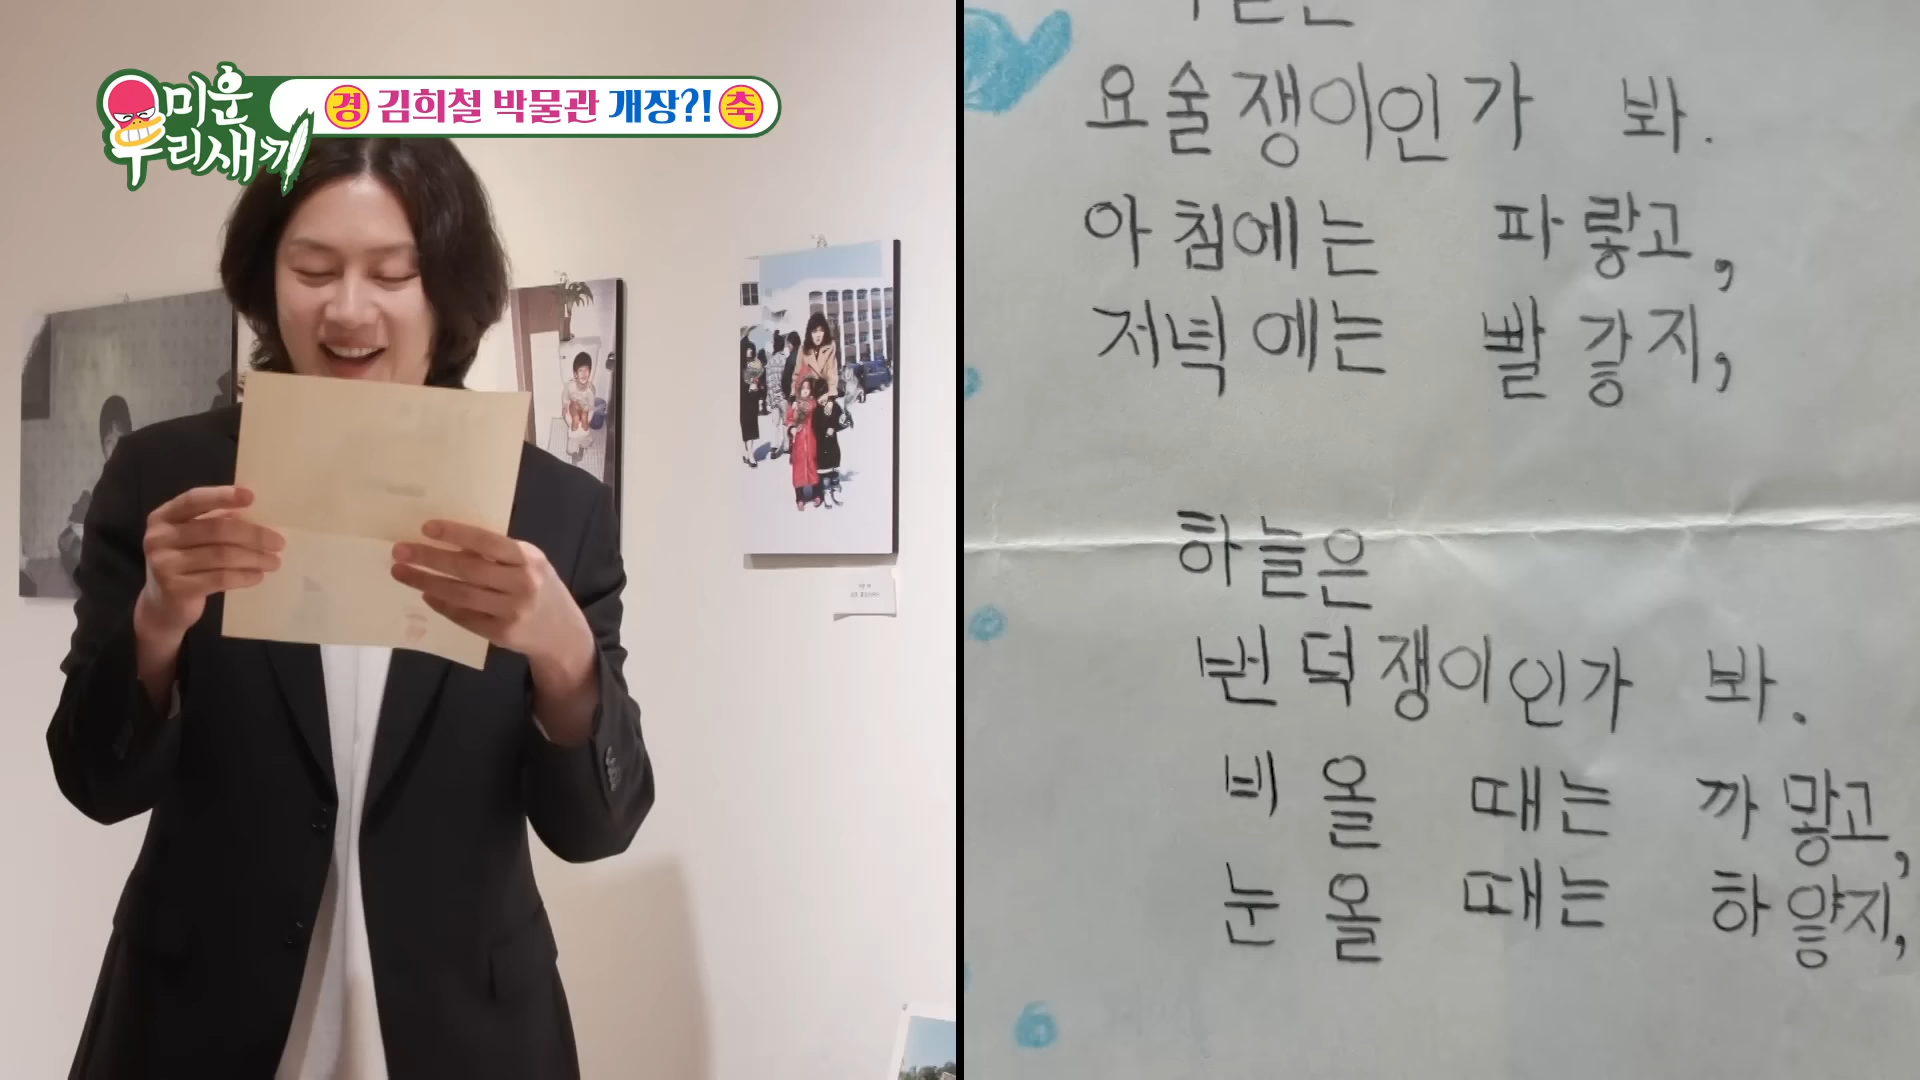 미운
우리새끼
경 김희철 박물관 개장?! 축
요술쟁이인가 봐.
아침에는 파랗고,
저녁에는 빨갛지,
하늘은
변덕쟁이인가 봐.
비 올 때는 까맣고,
눈 올 때는 하얗지,